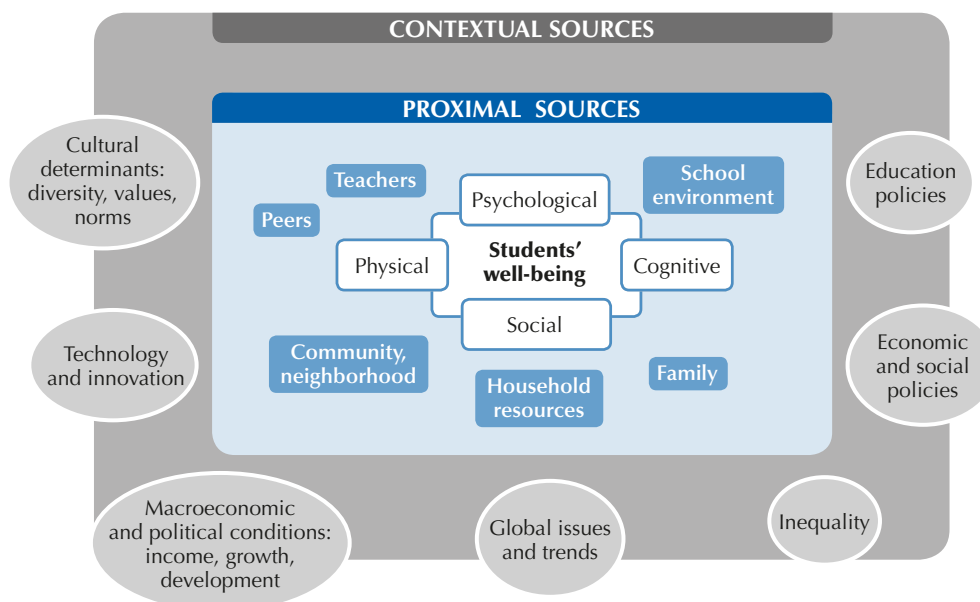 CONTEXTUAL SOURCES
PROXIMAL SOURCES
Cultural
determinants:
diversity, values,
norms
Teachers
Peers
Psychological
School
environment
Education
policies
Physical
Students’
well-being
Cognitive
Social
Technology
and innovation
Community,
neighborhood
Household
resources
Family
Economic
and social
policies
Macroeconomic
and political conditions:
income, growth,
development
Global issues
and trends
Inequality